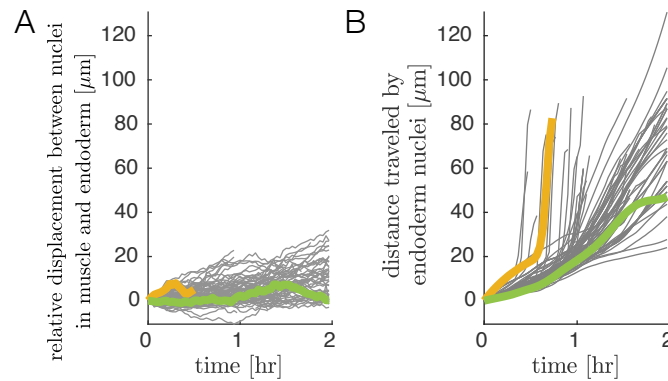 A
relative displacement between nuclei
in muscle and endoderm [μm]
120
100
80
60
40
20
0
0
1
2
time [hr]
B
distance traveled by
endoderm nuclei [μm]
120
100
80
60
40
20
0
0
1
2
time [hr]